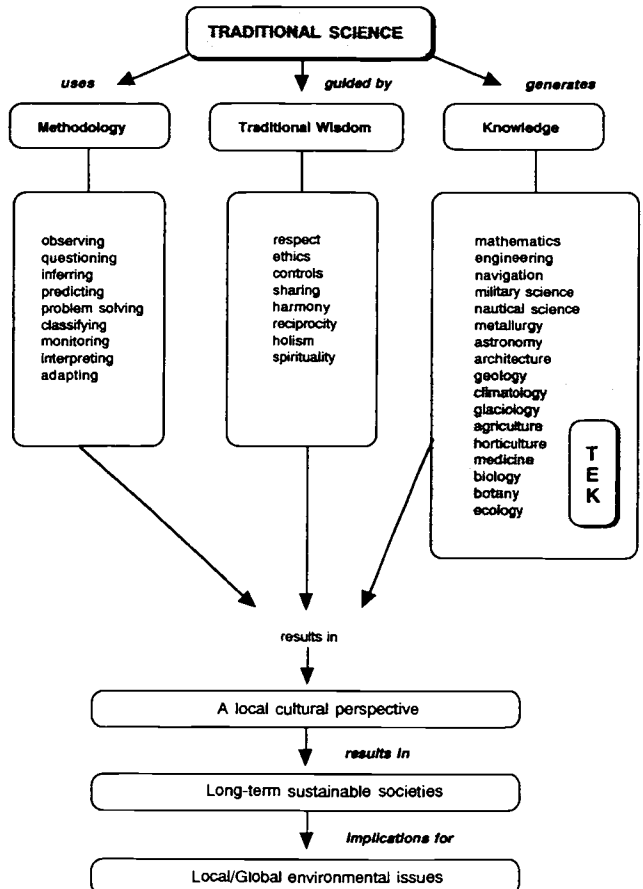 TRADITIONAL SCIENCE
uses
guided by
generates
Methodology
Traditional Wisdom
Knowledge
observing
questioning
inferring
predicting
problem solving
classifying
monitoring
interpreting
adapting
respect
ethics
controls
sharing
harmony
reciprocity
holism
spirituality
mathematics
engineering
navigation
military science
nautical science
metallurgy
astronomy
architecture
geology
climatology
glaciology
agriculture
horticulture
medicine
biology
botany
ecology
T
E
K
results in
A local cultural perspective
results in
Long-term sustainable societies
implications for
Local/Global environmental issues